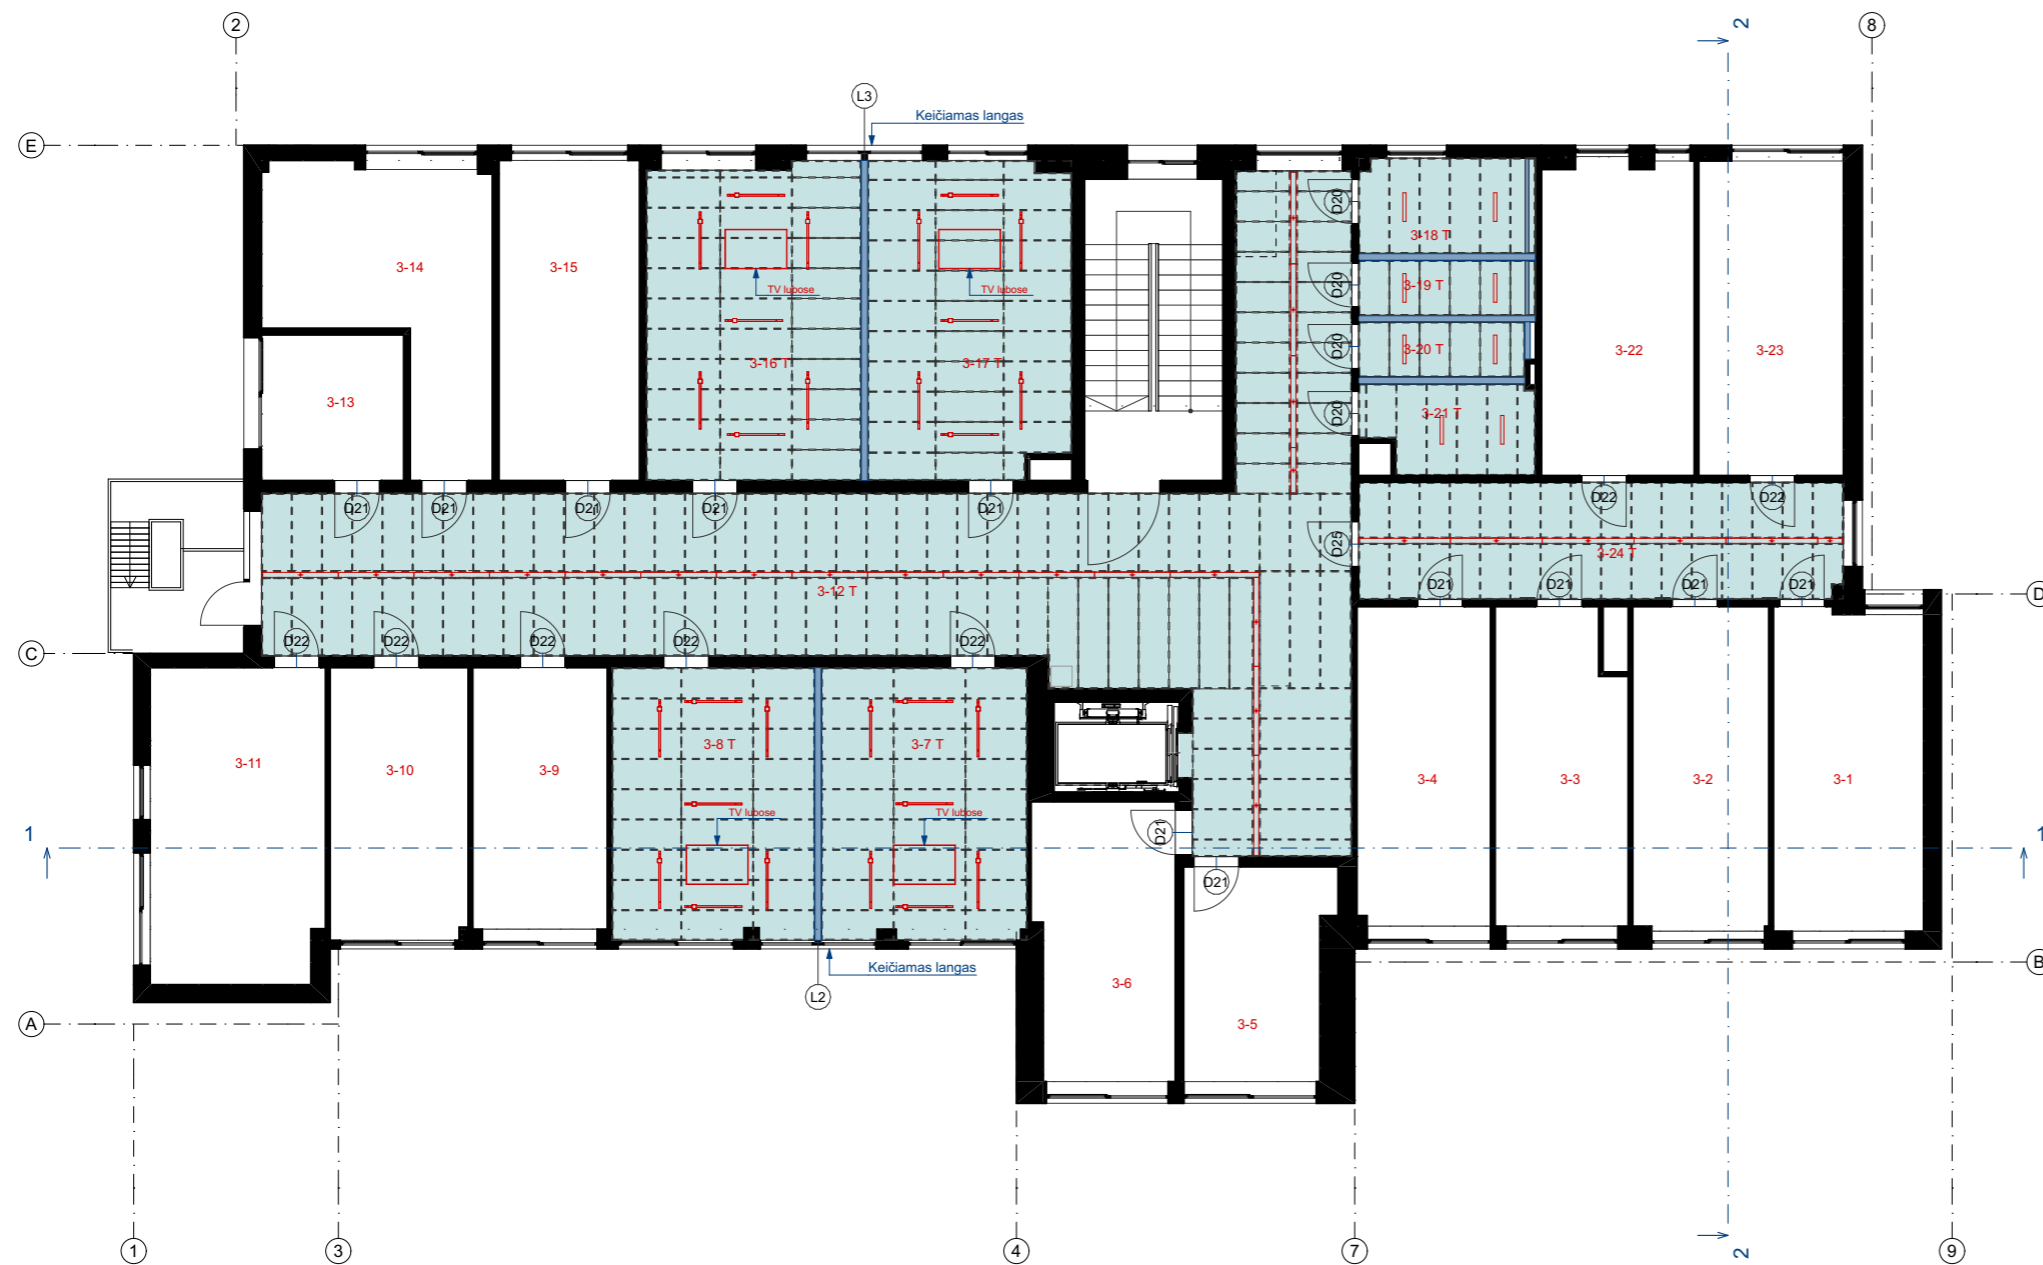 2
8
2
L3
Keičiamas langas
E
D20
3-18 T
3-14
3-15
D20
3-19 T
TV lubose
TV lubose
D20
3-20 T
3-22
3-23
3-16 T
3-17 T
3-13
D20
3-21 T
D21
D21
D21
D21
D21
D22
D22
D25
3-24 T
3-12 T
D21
D21
D21
D21
D
C
D22
D22
D22
D22
D22
3-8 T
3-7 T
3-11
3-10
3-9
3-4
3-3
3-2
3-1
TV lubose
TV lubose
D21
1
1
D21
Keičiamas langas
B
3-6
L2
A
3-5
1
3
4
7
2
9